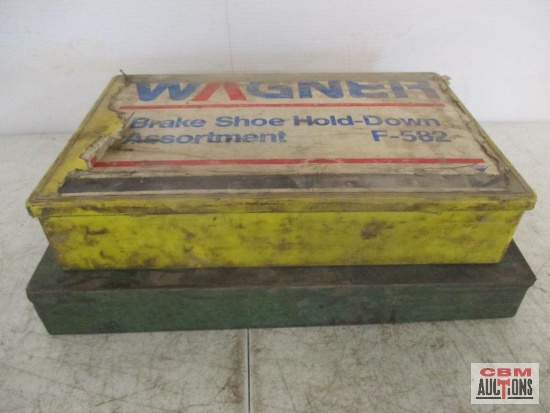 WAGNER
Brake Shoe Hold-Down
Assortment F-582
CBM
AUCTIONS